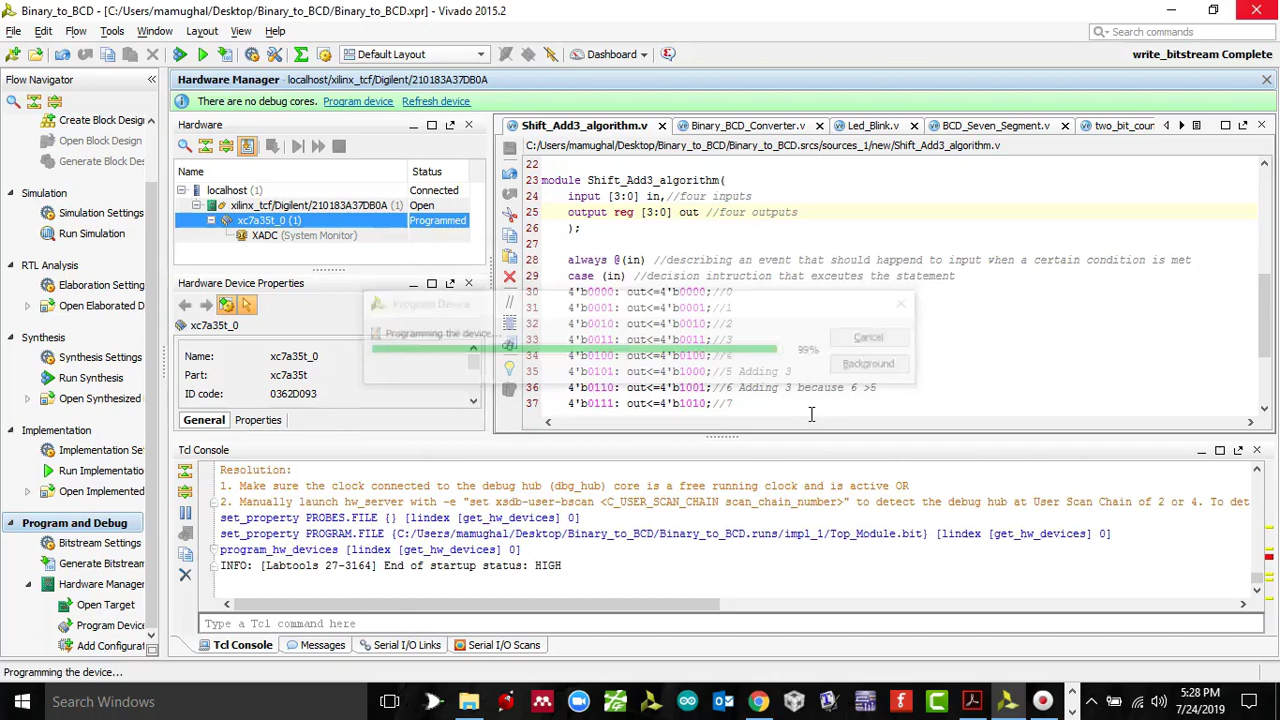 Binary_to_BCD - [C:/Users/mamughal/Desktop/Binary_to_BCD/Binary_to_BCD.xpr] - Vivado 2015.2
File Edit Flow Tools Window Layout View Help
Search commands
Default Layout
Dashboard
write_bitstream Complete
Flow Navigator
Create Block Desig
Open Block Design
Generate Block Desi
Simulation
Simulation Settings
Run Simulation
RTL Analysis
Open Elaborated D
Synthesis
Synthesis Settings
Run Synthesis
Open Synthesized
Implementation
Implementation Set
Run Implementatio
Open Implemented
Program and Debug
Bitstream Settings
Generate Bitstream
Hardware Manager
Open Target
Program Device
Add Configurat
Hardware Manager - localhost/xilinx_tcf/Digilent/210183A37DB0A
There are no debug cores. Program device Refresh device
Hardware
Name Status
localhost (1) Connected
xilinx_tcf/Digilent/210183A37DB0A (1) Open
xc7a35t_0 (1) Programmed
XADC (System Monitor)
Hardware Device Properties
xc7a35t_0
Name: xc7a35t_0
Part: xc7a35t
ID code: 0362D093
General Properties
Shift_Add3_algorithm.v Binary_BCD_Converter.v Led_Blink.v BCD_Seven_Segment.v two_bit_coun
C:/Users/mamughal/Desktop/Binary_to_BCD/Binary_to_BCD.srcs/sources_1/new/Shift_Add3_algorithm.v
22
23 module Shift_Add3_algorithm(
24 input [3:0] in,//four inputs
25 output reg [3:0] out //four outputs
26 );
27
28 always @(in) //describing an event that should happend to input when a certain condition is met
29 case (in) //decision intruction that exceutes the statement
30 4'b0000: out<=4'b0000;//0
31 4'b0001: out<=4'b0001;//1
32 4'b0010: out<=4'b0010;//2
33 4'b0011: out<=4'b0011;//3
34 4'b0100: out<=4'b0100;//4
35 4'b0101: out<=4'b1000;//5 Adding 3
36 4'b0110: out<=4'b1001;//6 Adding 3 because 6 >5
37 4'b0111: out<=4'b1010;//7
Program Device
Programming the device...
99%
Cancel
Background
Tcl Console
Resolution:
1. Make sure the clock connected to the debug hub (dbg_hub) core is a free running clock and is active OR
2. Manually launch hw_server with -e "set xsdb-user-bscan <C_USER_SCAN_CHAIN scan_chain_number>" to detect the debug hub at User Scan Chain of 2 or 4. To det
set_property PROBES.FILE {} [lindex [get_hw_devices] 0]
set_property PROGRAM.FILE {C:/Users/mamughal/Desktop/Binary_to_BCD/Binary_to_BCD.runs/impl_1/Top_Module.bit} [lindex [get_hw_devices] 0]
program_hw_devices [lindex [get_hw_devices] 0]
INFO: [Labtools 27-3164] End of startup status: HIGH
Type a Tcl command here
Tcl Console Messages Serial I/O Links Serial I/O Scans
Programming the device...
Search Windows
5:28 PM
7/24/2019